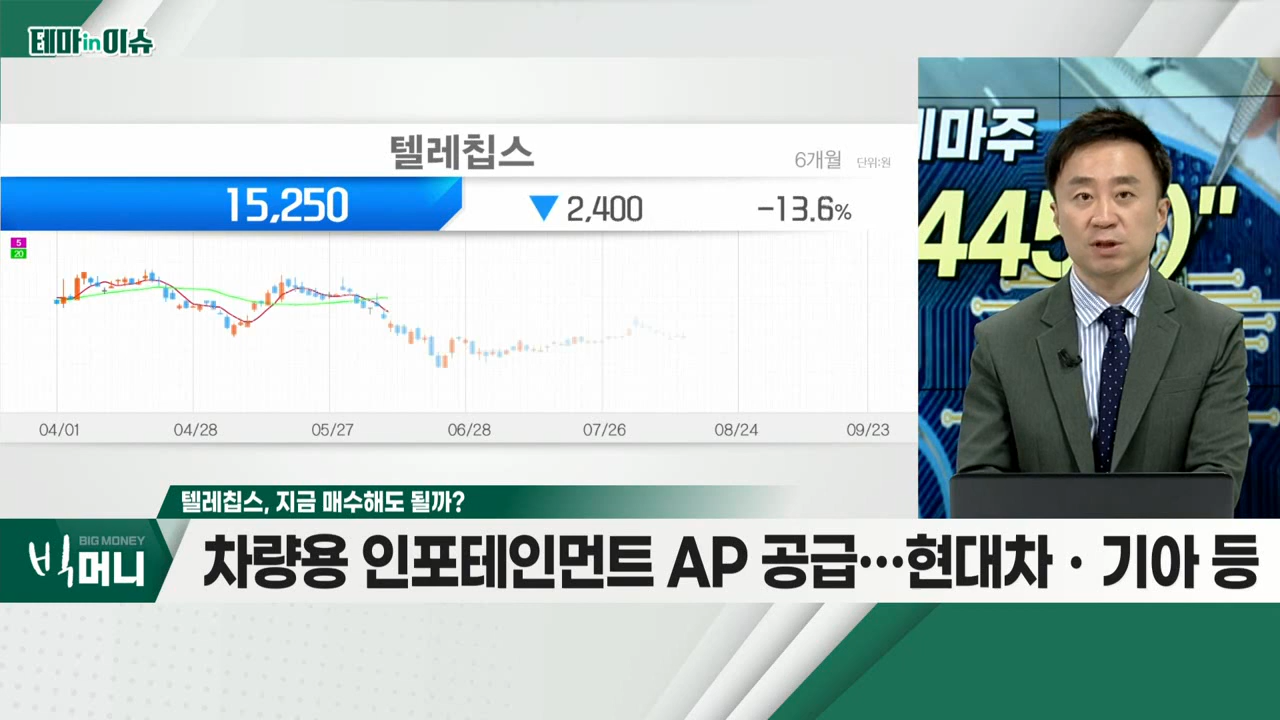 테마in이슈
텔레칩스
6개월 단위:원
15,250 ▼ 2,400 -13.6%
5
20
04/01 04/28 05/27 06/28 07/26 08/24 09/23
테마주
445 )"
텔레칩스, 지금 매수해도 될까?
BIG MONEY
빅머니
차량용 인포테인먼트 AP 공급…현대차·기아 등